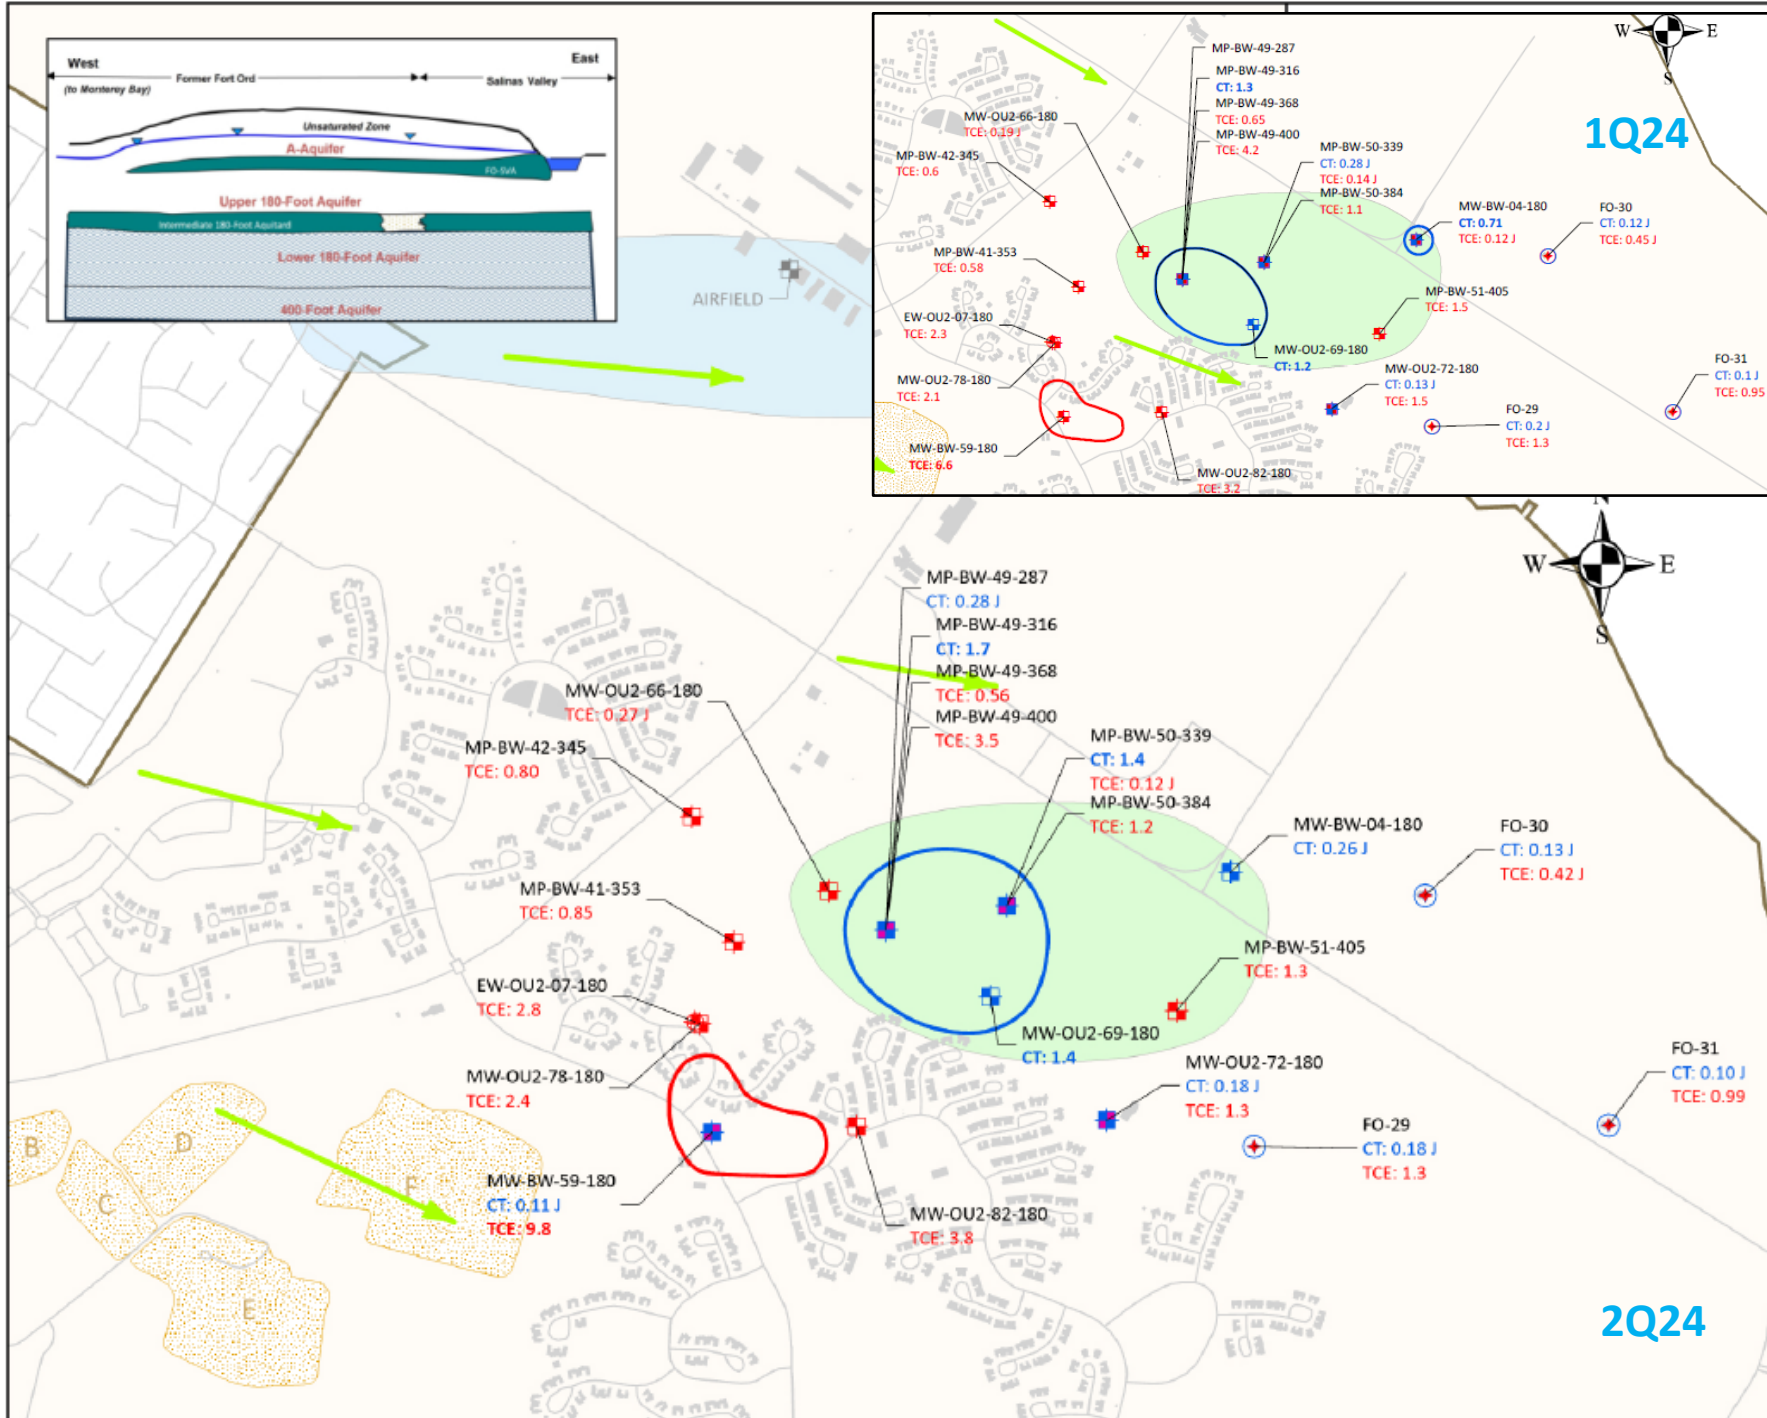 West
East
Former Fort Ord
Salinas Valley
(to Monterey Bay)
Unsaturated Zone
A-Aquifer
FO-SVA
Upper 180-Foot Aquifer
Intermediate 180-Foot Aquitard
Lower 180-Foot Aquifer
400-Foot Aquifer
AIRFIELD
W
E
S
1Q24
MP-BW-49-287
MP-BW-49-316
CT: 1.3
MP-BW-49-368
TCE: 0.65
MP-BW-49-400
TCE: 4.2
MW-OU2-66-180
TCE: 0.19 J
MP-BW-42-345
TCE: 0.6
MP-BW-50-339
CT: 0.28 J
TCE: 0.14 J
MP-BW-50-384
TCE: 1.1
MW-BW-04-180
CT: 0.71
TCE: 0.12 J
FO-30
CT: 0.12 J
TCE: 0.45 J
MP-BW-41-353
TCE: 0.58
MP-BW-51-405
TCE: 1.5
EW-OU2-07-180
TCE: 2.3
MW-OU2-69-180
CT: 1.2
MW-OU2-72-180
CT: 0.13 J
TCE: 1.5
FO-31
CT: 0.1 J
TCE: 0.95
MW-OU2-78-180
TCE: 2.1
FO-29
CT: 0.2 J
TCE: 1.3
MW-BW-59-180
TCE: 6.6
MW-OU2-82-180
TCE: 3.2
N
W
E
S
MP-BW-49-287
CT: 0.28 J
MP-BW-49-316
CT: 1.7
MP-BW-49-368
TCE: 0.56
MP-BW-49-400
TCE: 3.5
MW-OU2-66-180
TCE: 0.27 J
MP-BW-42-345
TCE: 0.80
MP-BW-50-339
CT: 1.4
TCE: 0.12 J
MP-BW-50-384
TCE: 1.2
MW-BW-04-180
CT: 0.26 J
FO-30
CT: 0.13 J
TCE: 0.42 J
MP-BW-41-353
TCE: 0.85
MP-BW-51-405
TCE: 1.3
EW-OU2-07-180
TCE: 2.8
MW-OU2-69-180
CT: 1.4
MW-OU2-72-180
CT: 0.18 J
TCE: 1.3
FO-31
CT: 0.10 J
TCE: 0.99
MW-OU2-78-180
TCE: 2.4
FO-29
CT: 0.18 J
TCE: 1.3
MW-BW-59-180
CT: 0.11 J
TCE: 9.8
MW-OU2-82-180
TCE: 3.8
B
C
D
E
F
2Q24